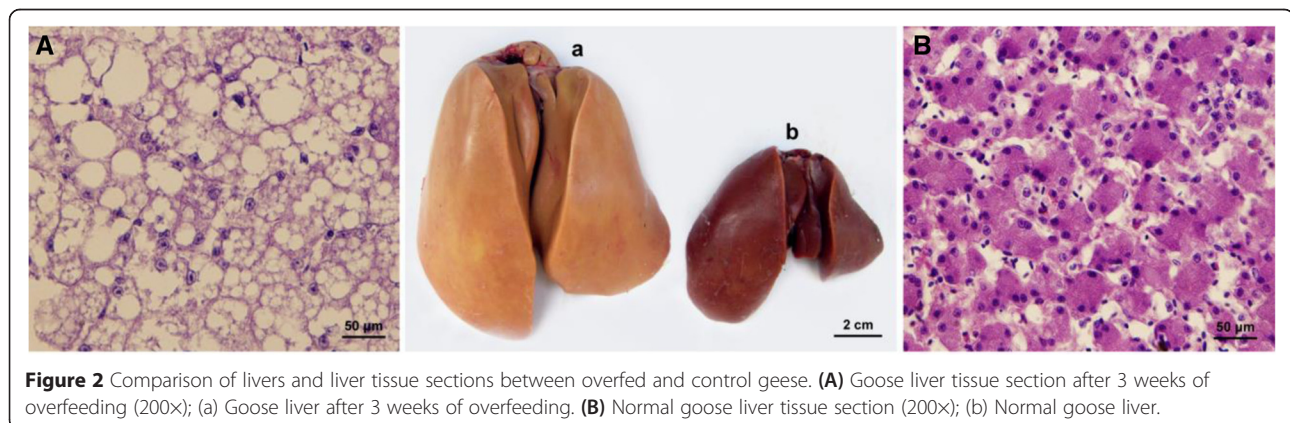 A
a
b
B
50 µm
2 cm
50 µm
Figure 2 Comparison of livers and liver tissue sections between overfed and control geese. (A) Goose liver tissue section after 3 weeks of
overfeeding (200×); (a) Goose liver after 3 weeks of overfeeding. (B) Normal goose liver tissue section (200×); (b) Normal goose liver.